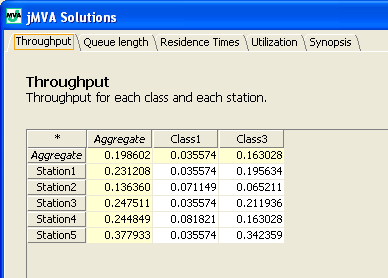 MVA jMVA Solutions
Throughput Queue length Residence Times Utilization Synopsis
Throughput
Throughput for each class and each station.
* Aggregate Class1 Class3
Aggregate 0.198602 0.035574 0.163028
Station1 0.231208 0.035574 0.195634
Station2 0.136360 0.071149 0.065211
Station3 0.247511 0.035574 0.211936
Station4 0.244849 0.081821 0.163028
Station5 0.377933 0.035574 0.342359